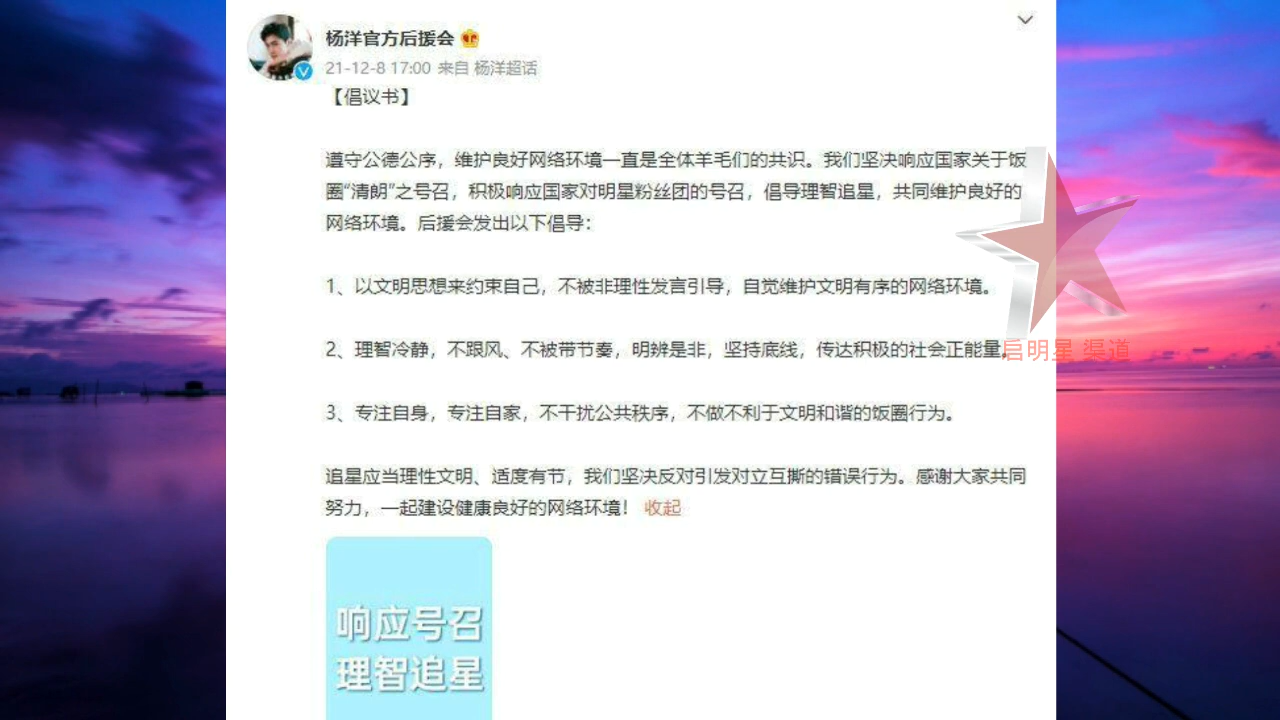 杨洋官方后援会
21-12-8 17:00 来自 杨洋超话
【倡议书】
遵守公德公序，维护良好网络环境一直是全体羊毛们的共识。我们坚决响应国家关于饭
圈“清朗”之号召，积极响应国家对明星粉丝团的号召，倡导理智追星，共同维护良好的
网络环境。后援会发出以下倡导：
1、以文明思想来约束自己，不被非理性发言引导，自觉维护文明有序的网络环境。
2、理智冷静，不跟风、不被带节奏，明辨是非，坚持底线，传达积极的社会正能量。
启明星 渠道
3、专注自身，专注自家，不干扰公共秩序，不做不利于文明和谐的饭圈行为。
追星应当理性文明、适度有节，我们坚决反对引发对立互撕的错误行为。感谢大家共同
努力，一起建设健康良好的网络环境！ 收起
响应号召
理智追星